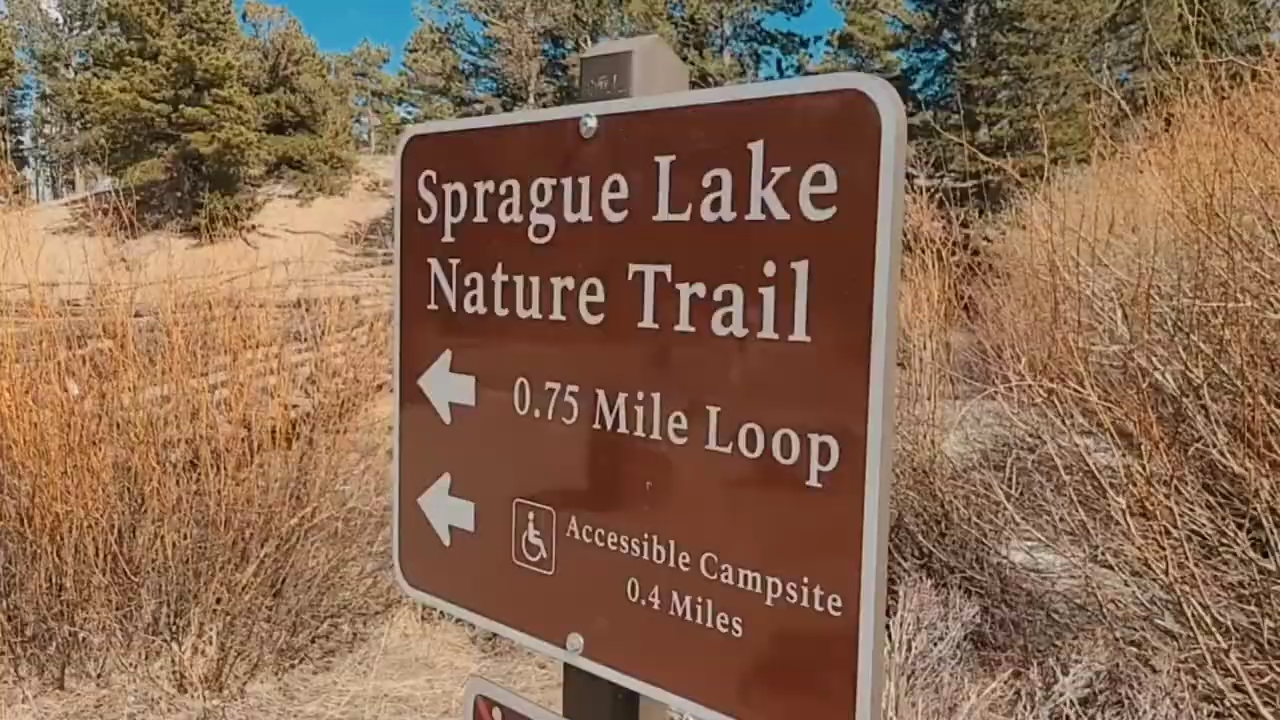 Sprague Lake
Nature Trail
0.75 Mile Loop
Accessible Campsite
0.4 Miles